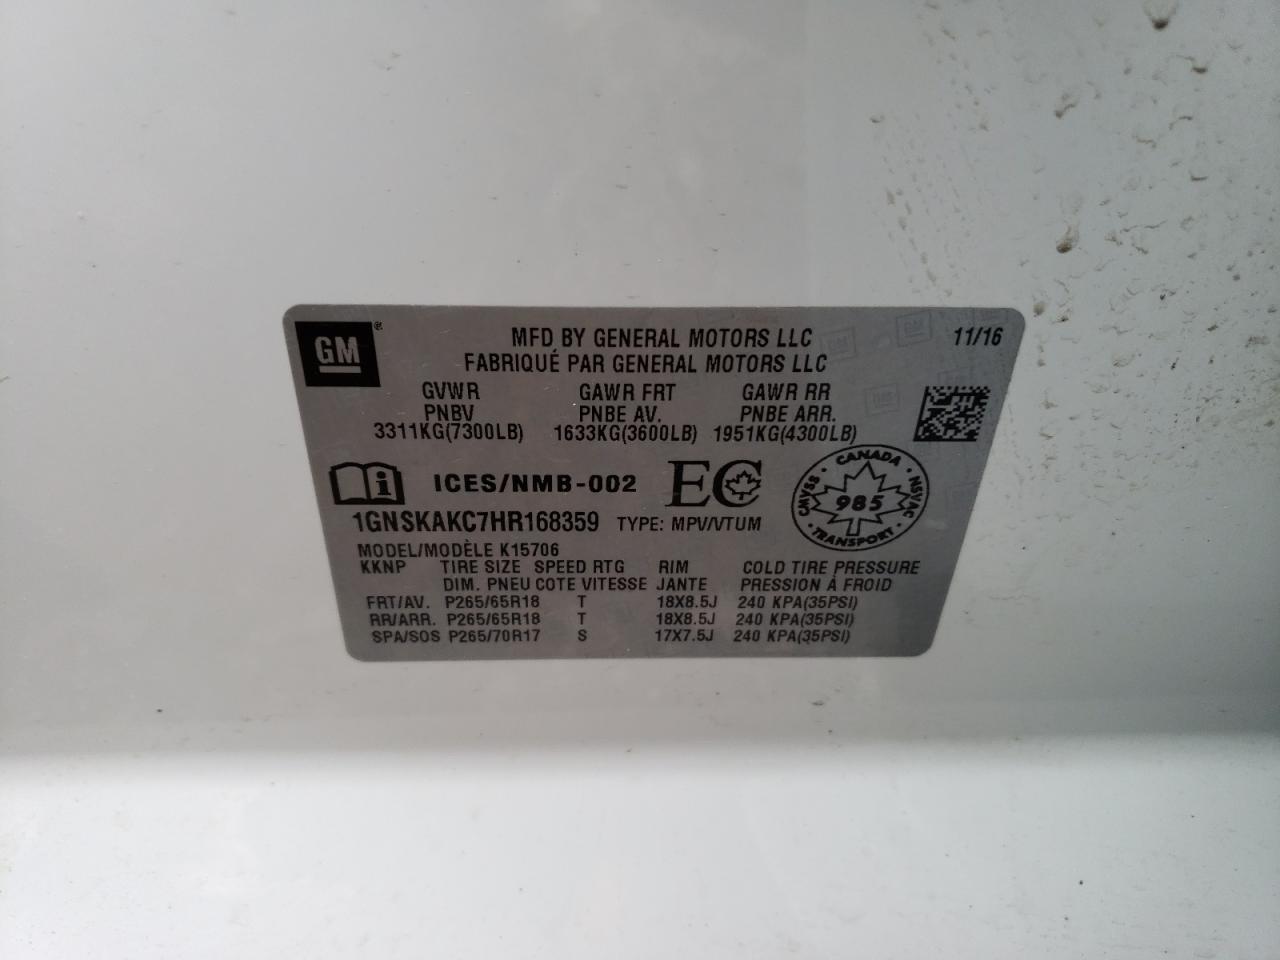 GM® MFD BY GENERAL MOTORS LLC 11/16
FABRIQUÉ PAR GENERAL MOTORS LLC
GVWR GAWR FRT GAWR RR
PNBV PNBE AV. PNBE ARR.
3311KG(7300LB) 1633KG(3600LB) 1951KG(4300LB)
i ICES/NMB-002 EC
CANADA
CMVSS 985 NSVAC
TRANSPORT
1GNSKAKC7HR168359 TYPE: MPV/VTUM
MODEL/MODÈLE K15706
KKNP TIRE SIZE SPEED RTG RIM COLD TIRE PRESSURE
DIM. PNEU COTE VITESSE JANTE PRESSION À FROID
FRT/AV. P265/65R18 T 18X8.5J 240 KPA(35PSI)
RR/ARR. P265/65R18 T 18X8.5J 240 KPA(35PSI)
SPA/SOS P265/70R17 S 17X7.5J 240 KPA(35PSI)